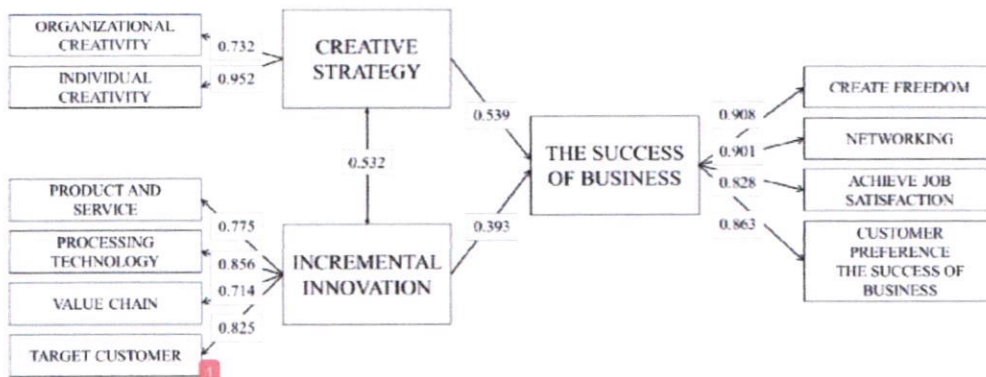 ORGANIZATIONAL
CREATIVITY
0.732
INDIVIDUAL
CREATIVITY
0.952
CREATIVE
STRATEGY
0.539
0.532
PRODUCT AND
SERVICE
0.775
PROCESSING
TECHNOLOGY
0.856
VALUE CHAIN
0.714
TARGET CUSTOMER
0.825
1
INCREMENTAL
INNOVATION
0.393
THE SUCCESS
OF BUSINESS
0.908
CREATE FREEDOM
0.901
NETWORKING
0.828
ACHIEVE JOB
SATISFACTION
0.863
CUSTOMER
PREFERENCE
THE SUCCESS OF
BUSINESS